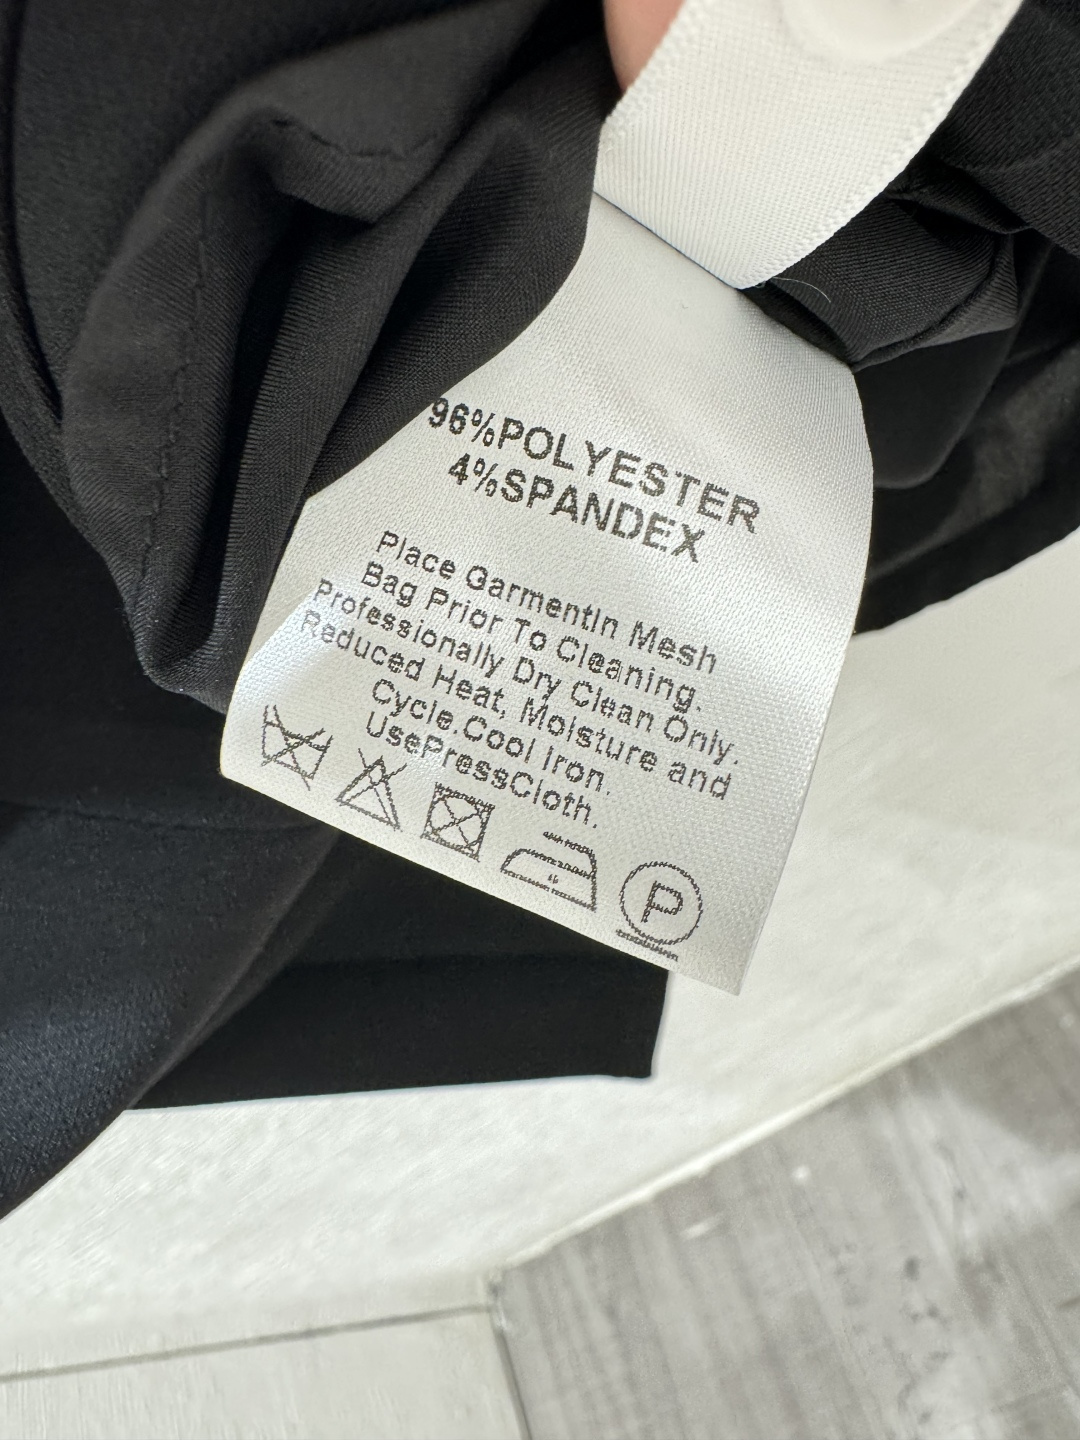 96%POLYESTER
4%SPANDEX
Place GarmentIn Mesh
Bag Prior To Cleaning.
Professionally Dry Clean Only.
Reduced Heat, Moisture and
Cycle.Cool Iron.
UsePressCloth.
P